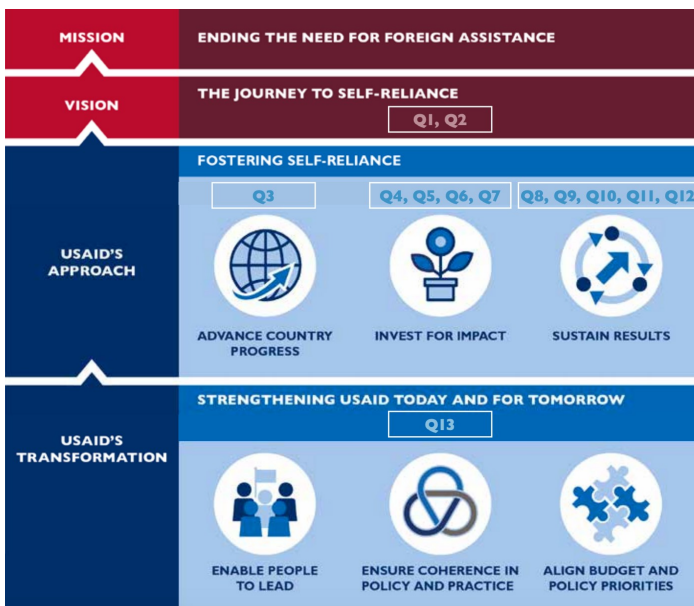 MISSION
ENDING THE NEED FOR FOREIGN ASSISTANCE
VISION
THE JOURNEY TO SELF-RELIANCE
Q1, Q2
USAID'S
APPROACH
FOSTERING SELF-RELIANCE
Q3
Q4, Q5, Q6, Q7
Q8, Q9, Q10, Q11, Q12
ADVANCE COUNTRY
PROGRESS
INVEST FOR IMPACT
SUSTAIN RESULTS
USAID'S
TRANSFORMATION
STRENGTHENING USAID TODAY AND FOR TOMORROW
Q13
ENABLE PEOPLE
TO LEAD
ENSURE COHERENCE IN
POLICY AND PRACTICE
ALIGN BUDGET AND
POLICY PRIORITIES